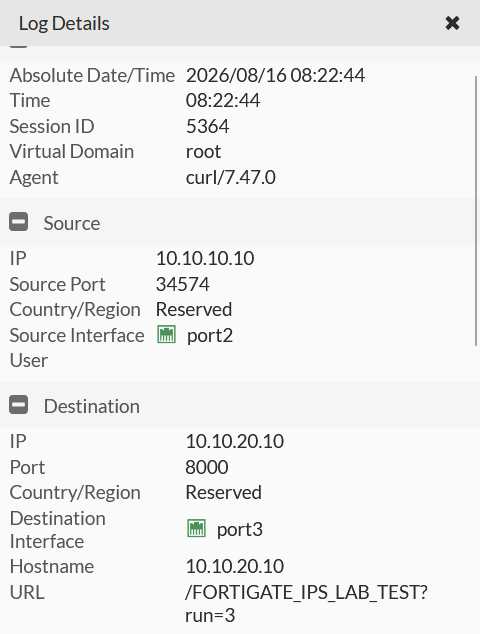 Log Details
Absolute Date/Time 2026/08/16 08:22:44
Time 08:22:44
Session ID 5364
Virtual Domain root
Agent curl/7.47.0
Source
IP 10.10.10.10
Source Port 34574
Country/Region Reserved
Source Interface port2
User
Destination
IP 10.10.20.10
Port 8000
Country/Region Reserved
Destination
Interface port3
Hostname 10.10.20.10
URL /FORTIGATE_IPS_LAB_TEST?
run=3